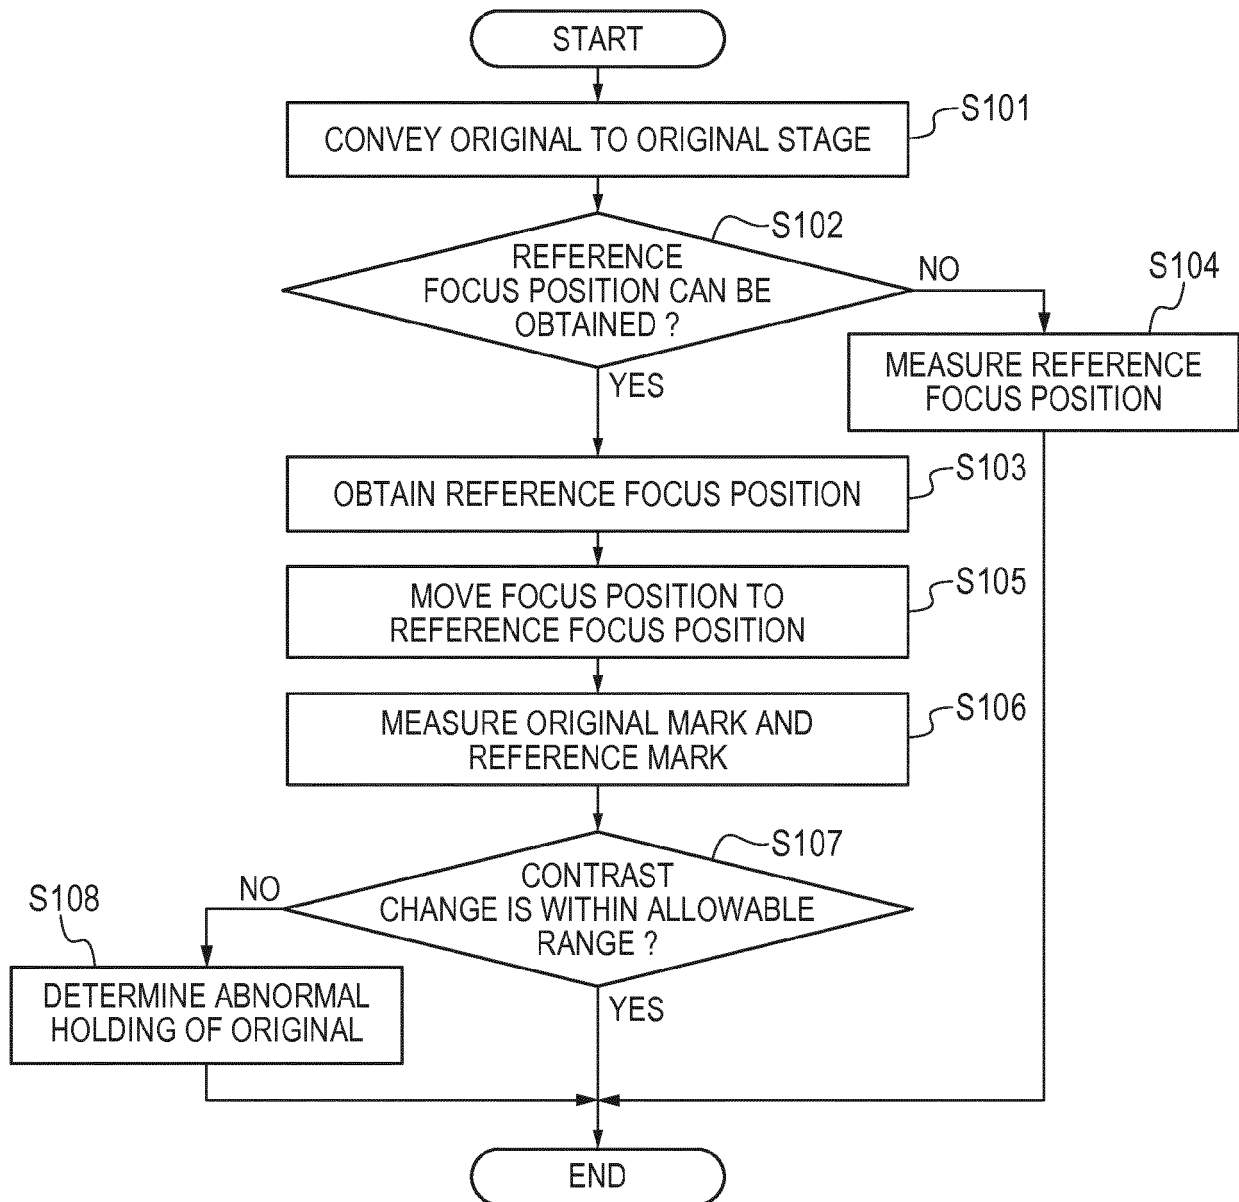 START
CONVEY ORIGINAL TO ORIGINAL STAGE
S101
S102
REFERENCE
FOCUS POSITION CAN BE
OBTAINED ?
NO
S104
MEASURE REFERENCE
FOCUS POSITION
YES
S103
OBTAIN REFERENCE FOCUS POSITION
S105
MOVE FOCUS POSITION TO
REFERENCE FOCUS POSITION
S106
MEASURE ORIGINAL MARK AND
REFERENCE MARK
S107
CONTRAST
CHANGE IS WITHIN ALLOWABLE
RANGE ?
NO
S108
DETERMINE ABNORMAL
HOLDING OF ORIGINAL
YES
END